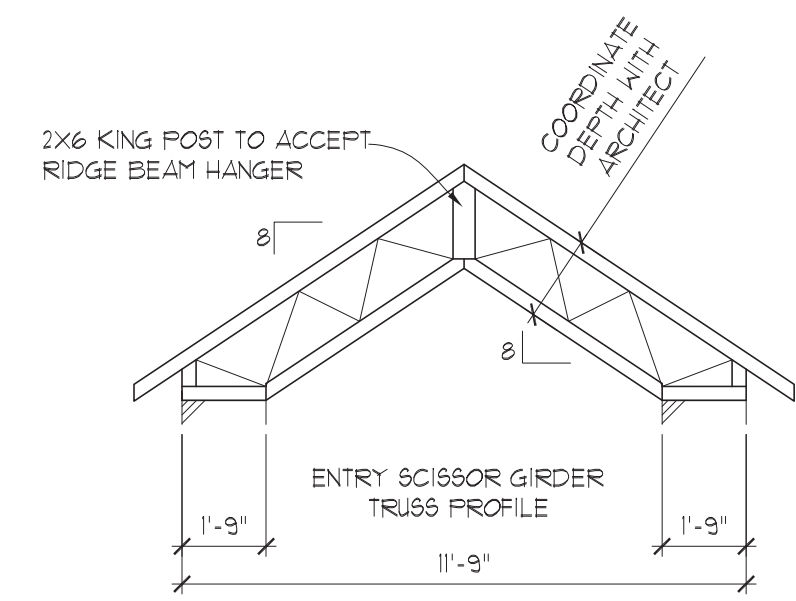 COORDINATE
DEPTH WITH
ARCHITECT
2X6 KING POST TO ACCEPT
RIDGE BEAM HANGER
8
8
ENTRY SCISSOR GIRDER
TRUSS PROFILE
1'-9"
1'-9"
11'-9"